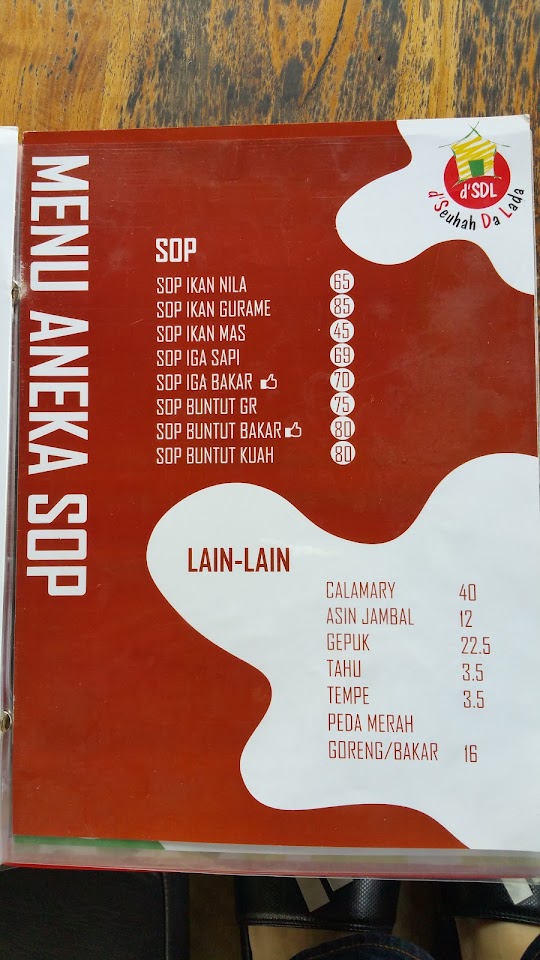 MENU ANEKA SOP
d'SDL
d'Seuhah Da Lada
SOP
SOP IKAN NILA 65
SOP IKAN GURAME 85
SOP IKAN MAS 45
SOP IGA SAPI 69
SOP IGA BAKAR 70
SOP BUNTUT GR 75
SOP BUNTUT BAKAR 80
SOP BUNTUT KUAH 80
LAIN-LAIN
CALAMARY 40
ASIN JAMBAL 12
GEPUK 22.5
TAHU 3.5
TEMPE 3.5
PEDA MERAH
GORENG/BAKAR 16